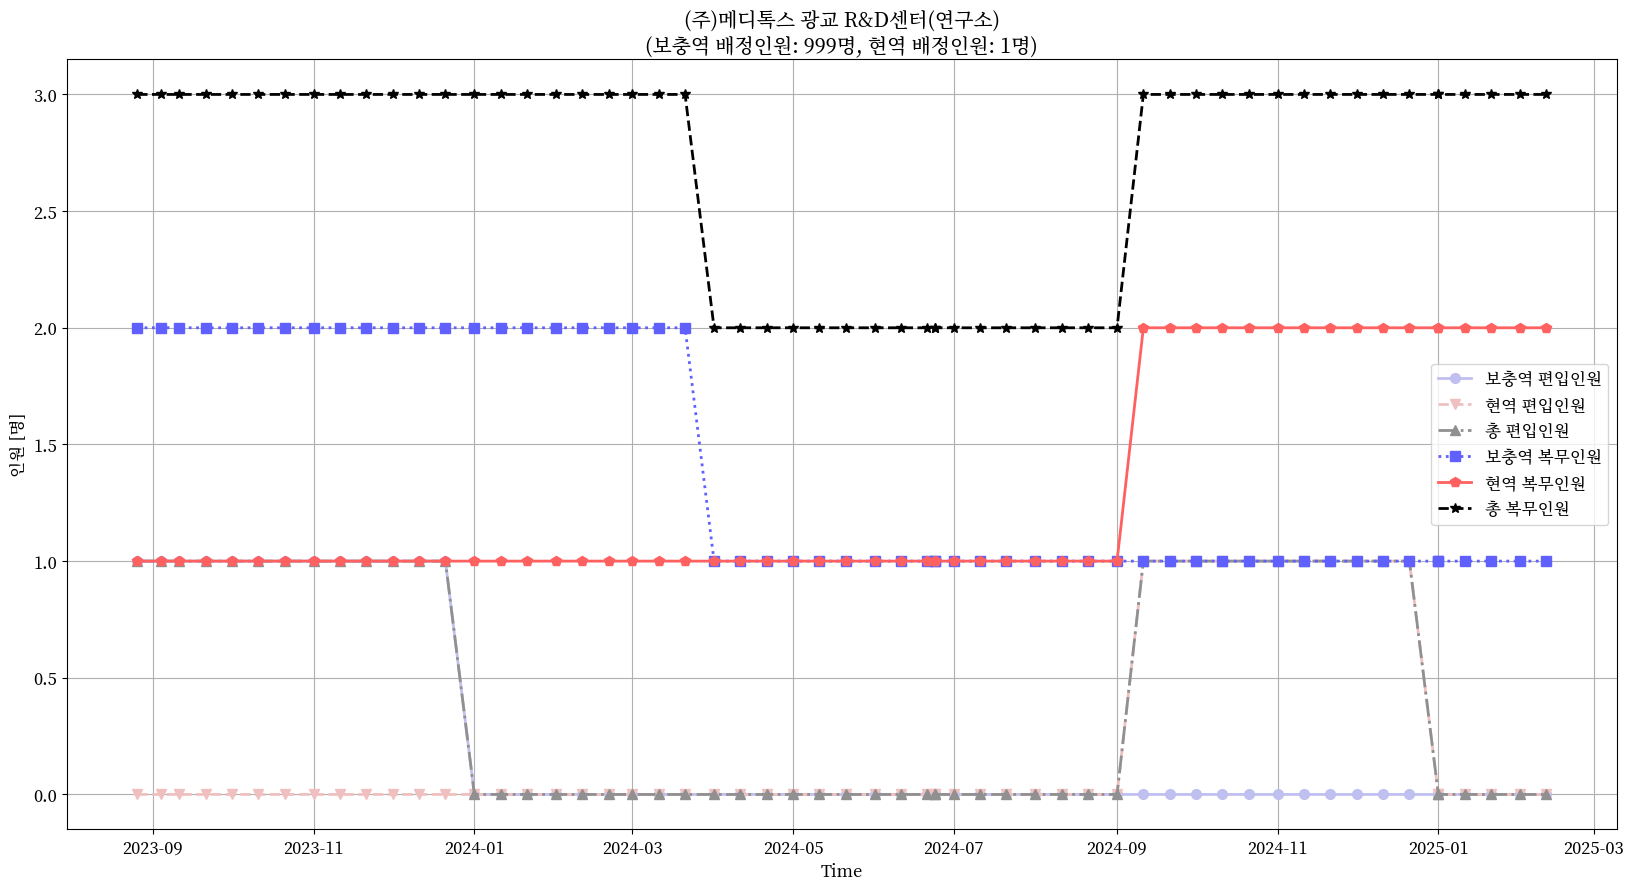 (주)메디톡스 광교 R&D센터(연구소)
(보충역 배정인원: 999명, 현역 배정인원: 1명)
인원 [명]
3.0
2.5
2.0
1.5
1.0
0.5
0.0
보충역 편입인원
현역 편입인원
총 편입인원
보충역 복무인원
현역 복무인원
총 복무인원
2023-09 2023-11 2024-01 2024-03 2024-05 2024-07 2024-09 2024-11 2025-01 2025-03
Time